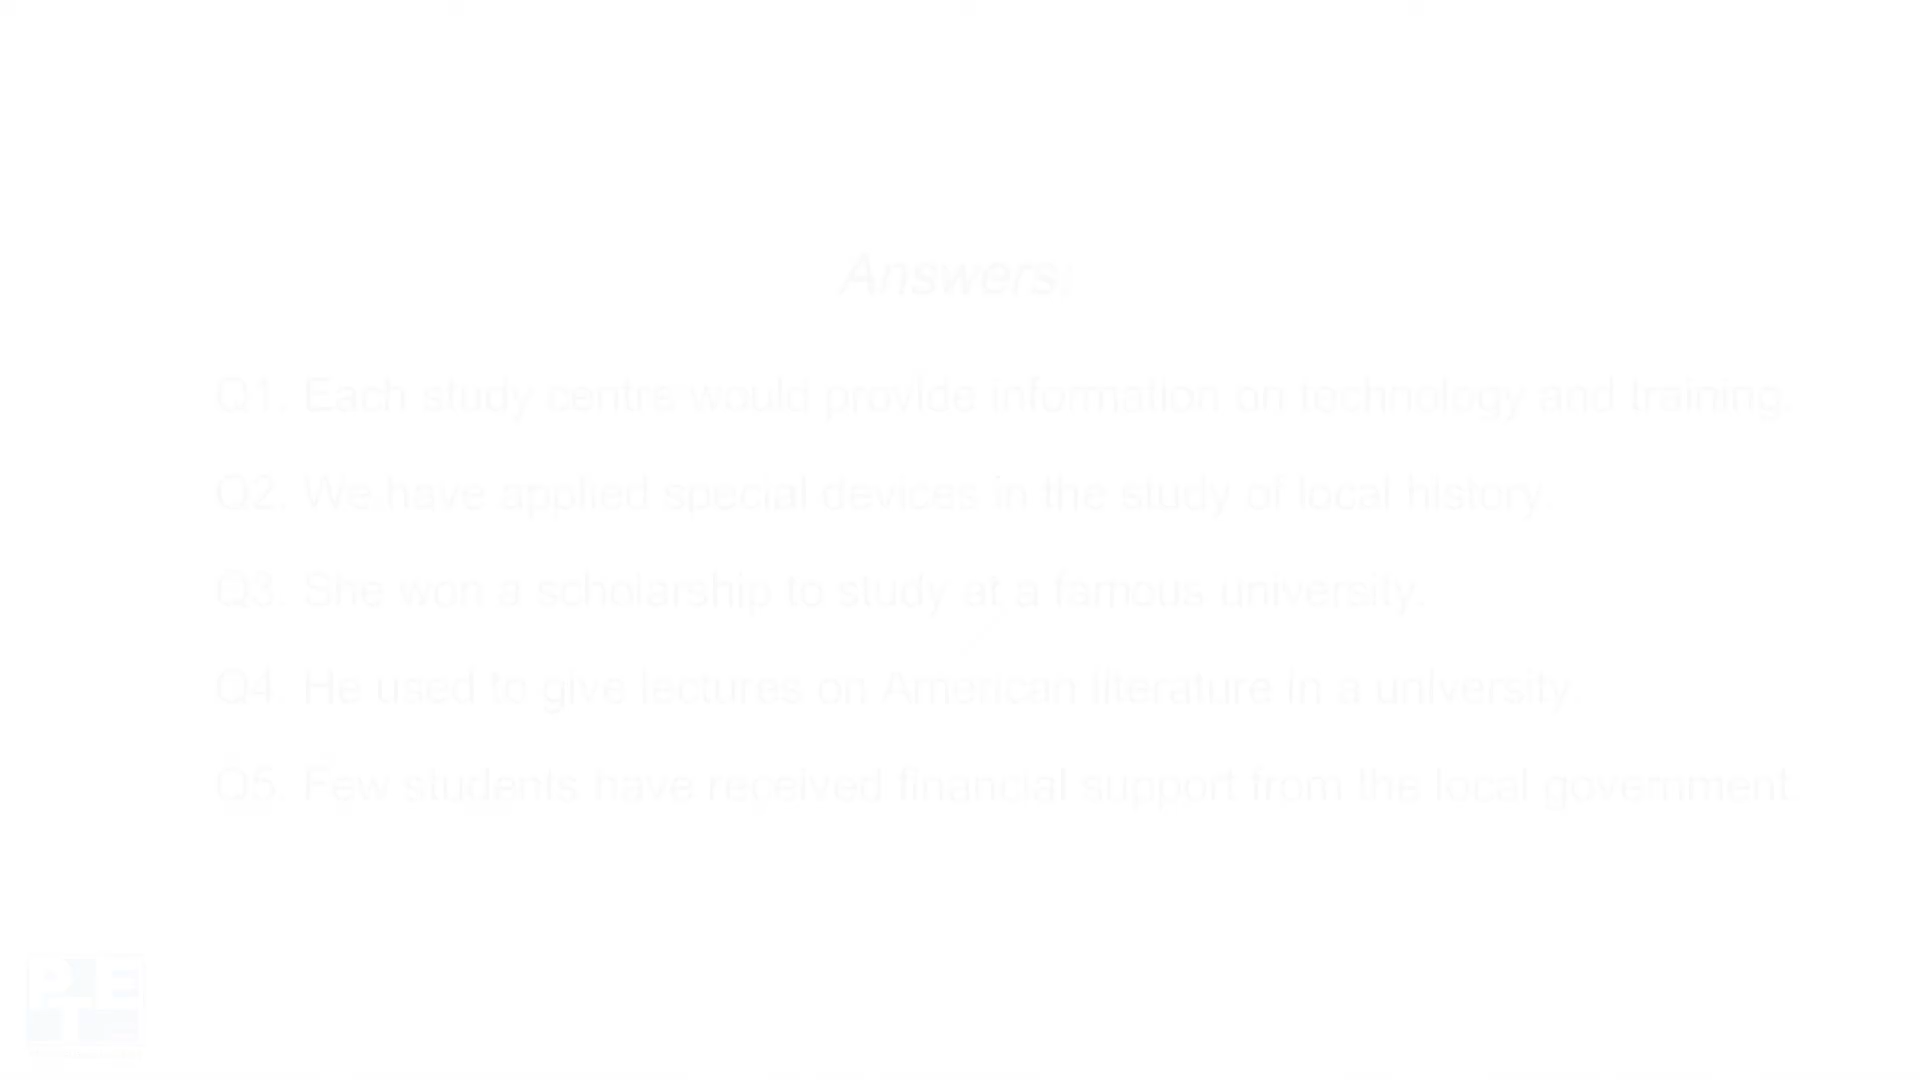 Answers:
Q1. Each study centre would provide information on technology and training.
Q2. We have applied special devices in the study of local history.
Q3. She won a scholarship to study at a famous university.
Q4. He used to give lectures on American literature in a university.
Q5. Few students have received financial support from the local government.
PTE